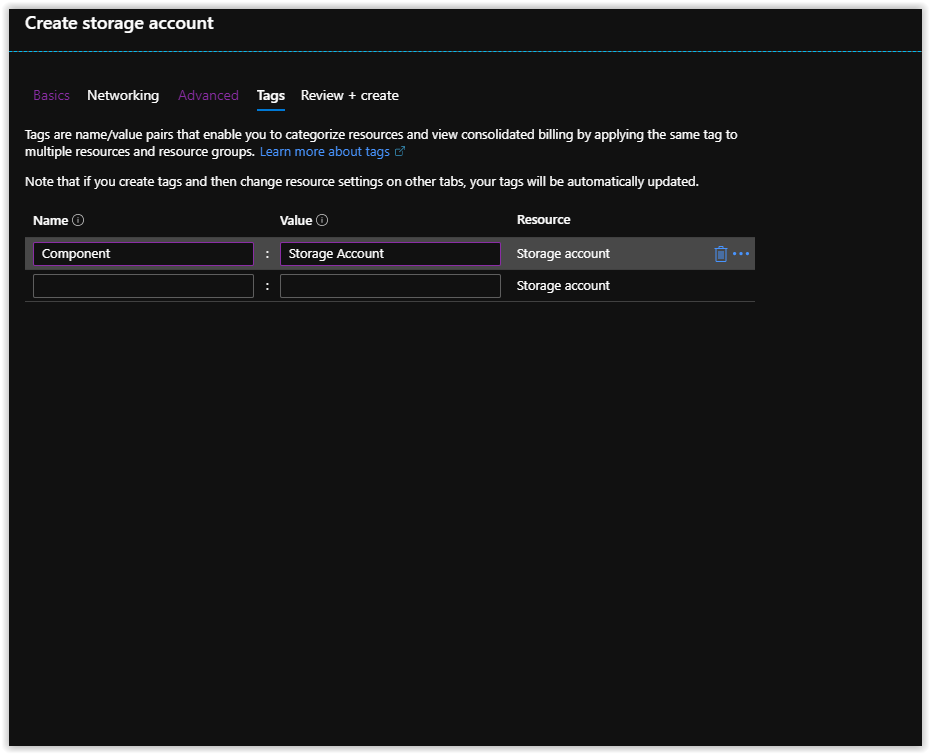 Create storage account
Basics Networking Advanced Tags Review + create
Tags are name/value pairs that enable you to categorize resources and view consolidated billing by applying the same tag to
multiple resources and resource groups. Learn more about tags
Note that if you create tags and then change resource settings on other tabs, your tags will be automatically updated.
Name Value Resource
Component : Storage Account Storage account
: Storage account